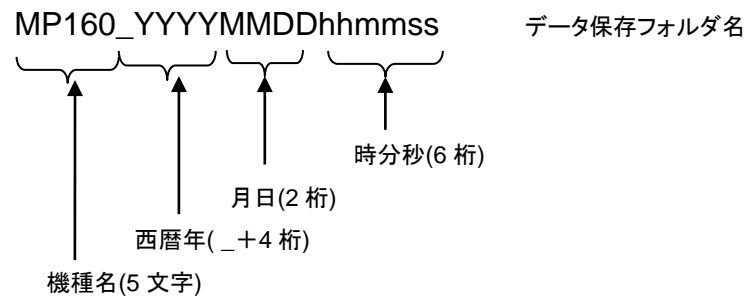 MP160_YYYYMMDDhhmmss データ保存フォルダ名
時分秒(6 桁)
月日(2 桁)
西暦年( _＋4 桁)
機種名(5 文字)